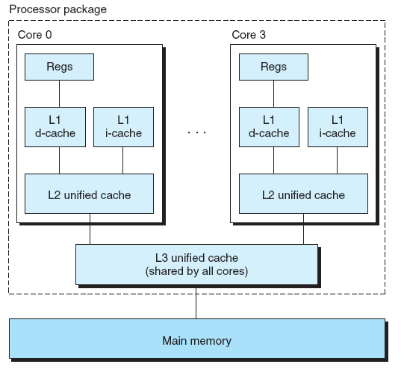 Processor package
Core 0
Core 3
Regs
Regs
L1
d-cache
L1
i-cache
. . .
L1
d-cache
L1
i-cache
L2 unified cache
L2 unified cache
L3 unified cache
(shared by all cores)
Main memory